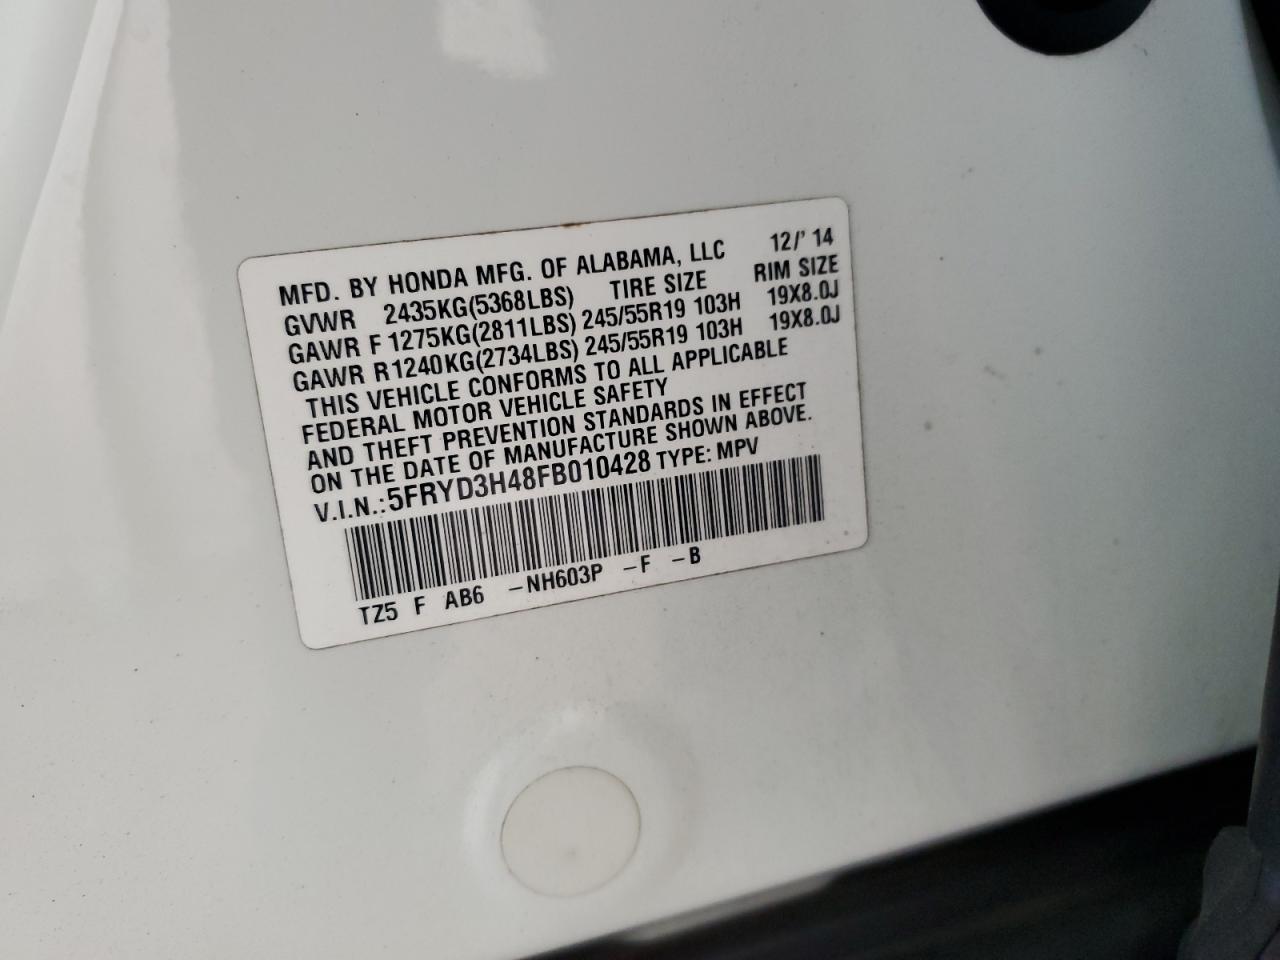 MFD. BY HONDA MFG. OF ALABAMA, LLC 12/' 14
GVWR 2435KG(5368LBS) TIRE SIZE RIM SIZE
GAWR F 1275KG(2811LBS) 245/55R19 103H 19X8.0J
GAWR R1240KG(2734LBS) 245/55R19 103H 19X8.0J
THIS VEHICLE CONFORMS TO ALL APPLICABLE
FEDERAL MOTOR VEHICLE SAFETY
AND THEFT PREVENTION STANDARDS IN EFFECT
ON THE DATE OF MANUFACTURE SHOWN ABOVE.
V.I.N.:5FRYD3H48FB010428 TYPE: MPV
TZ5 F AB6 -NH603P -F -B